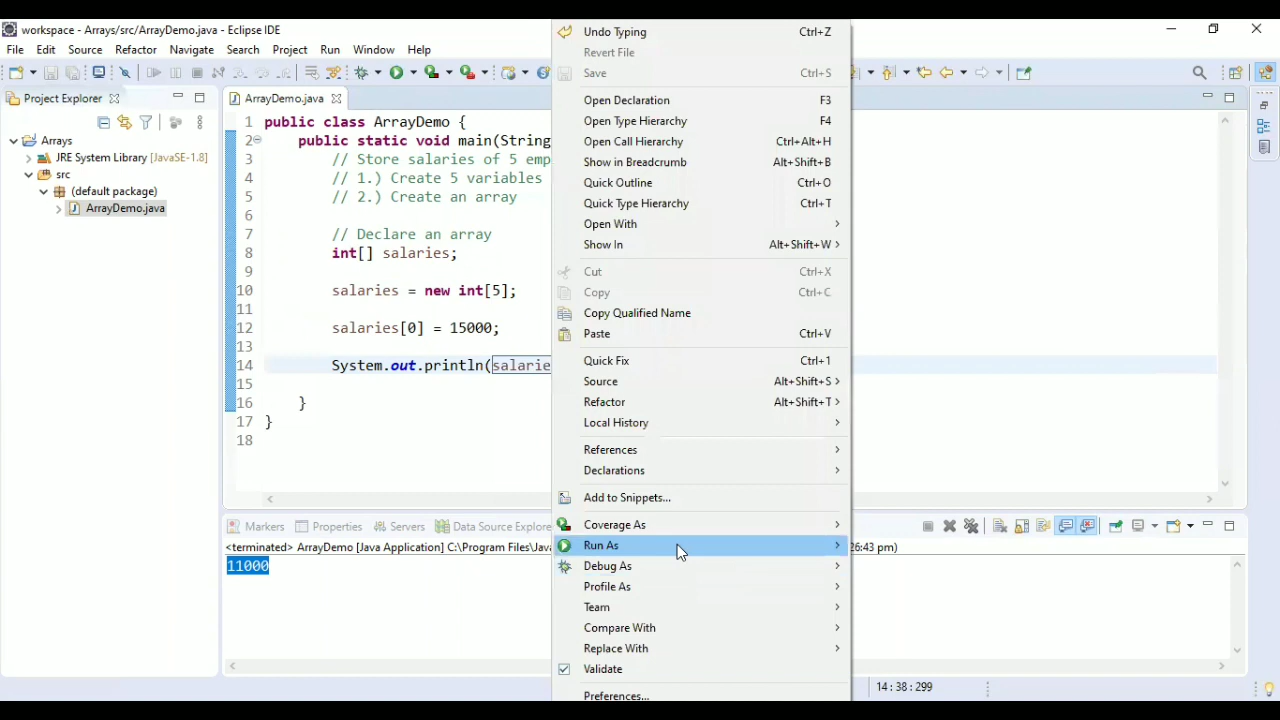 workspace - Arrays/src/ArrayDemo.java - Eclipse IDE
File Edit Source Refactor Navigate Search Project Run Window Help
Project Explorer
Arrays
JRE System Library [JavaSE-1.8]
src
(default package)
ArrayDemo.java
ArrayDemo.java
1 public class ArrayDemo {
2 public static void main(String
3 // Store salaries of 5 emp
4 // 1.) Create 5 variables
5 // 2.) Create an array
6
7 // Declare an array
8 int[] salaries;
9
10 salaries = new int[5];
11
12 salaries[0] = 15000;
13
14 System.out.println(salarie
15
16 }
17 }
18
Undo Typing Ctrl+Z
Revert File
Save Ctrl+S
Open Declaration F3
Open Type Hierarchy F4
Open Call Hierarchy Ctrl+Alt+H
Show in Breadcrumb Alt+Shift+B
Quick Outline Ctrl+O
Quick Type Hierarchy Ctrl+T
Open With
Show In Alt+Shift+W
Cut Ctrl+X
Copy Ctrl+C
Copy Qualified Name
Paste Ctrl+V
Quick Fix Ctrl+1
Source Alt+Shift+S
Refactor Alt+Shift+T
Local History
References
Declarations
Add to Snippets...
Coverage As
Run As
Debug As
Profile As
Team
Compare With
Replace With
Validate
Preferences...
Markers Properties Servers Data Source Explore
<terminated> ArrayDemo [Java Application] C:\Program Files\Java 26:43 pm)
11000
14 : 38 : 299